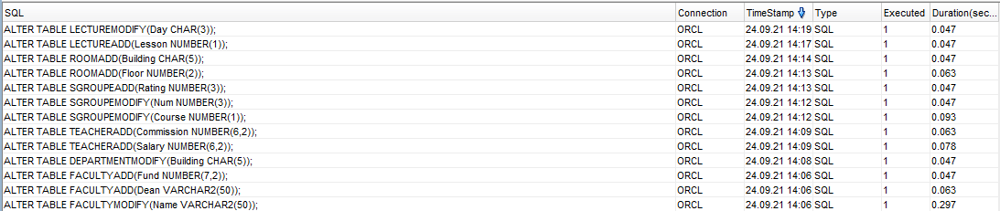 SQL Connection TimeStamp Type Executed Duration(sec...
ALTER TABLE LECTUREMODIFY(Day CHAR(3)); ORCL 24.09.21 14:19 SQL 1 0.047
ALTER TABLE LECTUREADD(Lesson NUMBER(1)); ORCL 24.09.21 14:17 SQL 1 0.047
ALTER TABLE ROOMADD(Building CHAR(5)); ORCL 24.09.21 14:14 SQL 1 0.047
ALTER TABLE ROOMADD(Floor NUMBER(2)); ORCL 24.09.21 14:13 SQL 1 0.063
ALTER TABLE SGROUPEADD(Rating NUMBER(3)); ORCL 24.09.21 14:13 SQL 1 0.047
ALTER TABLE SGROUPEMODIFY(Num NUMBER(3)); ORCL 24.09.21 14:12 SQL 1 0.047
ALTER TABLE SGROUPEMODIFY(Course NUMBER(1)); ORCL 24.09.21 14:12 SQL 1 0.093
ALTER TABLE TEACHERADD(Commission NUMBER(6,2)); ORCL 24.09.21 14:09 SQL 1 0.063
ALTER TABLE TEACHERADD(Salary NUMBER(6,2)); ORCL 24.09.21 14:09 SQL 1 0.078
ALTER TABLE DEPARTMENTMODIFY(Building CHAR(5)); ORCL 24.09.21 14:08 SQL 1 0.047
ALTER TABLE FACULTYADD(Fund NUMBER(7,2)); ORCL 24.09.21 14:06 SQL 1 0.047
ALTER TABLE FACULTYADD(Dean VARCHAR2(50)); ORCL 24.09.21 14:06 SQL 1 0.063
ALTER TABLE FACULTYMODIFY(Name VARCHAR2(50)); ORCL 24.09.21 14:06 SQL 1 0.297